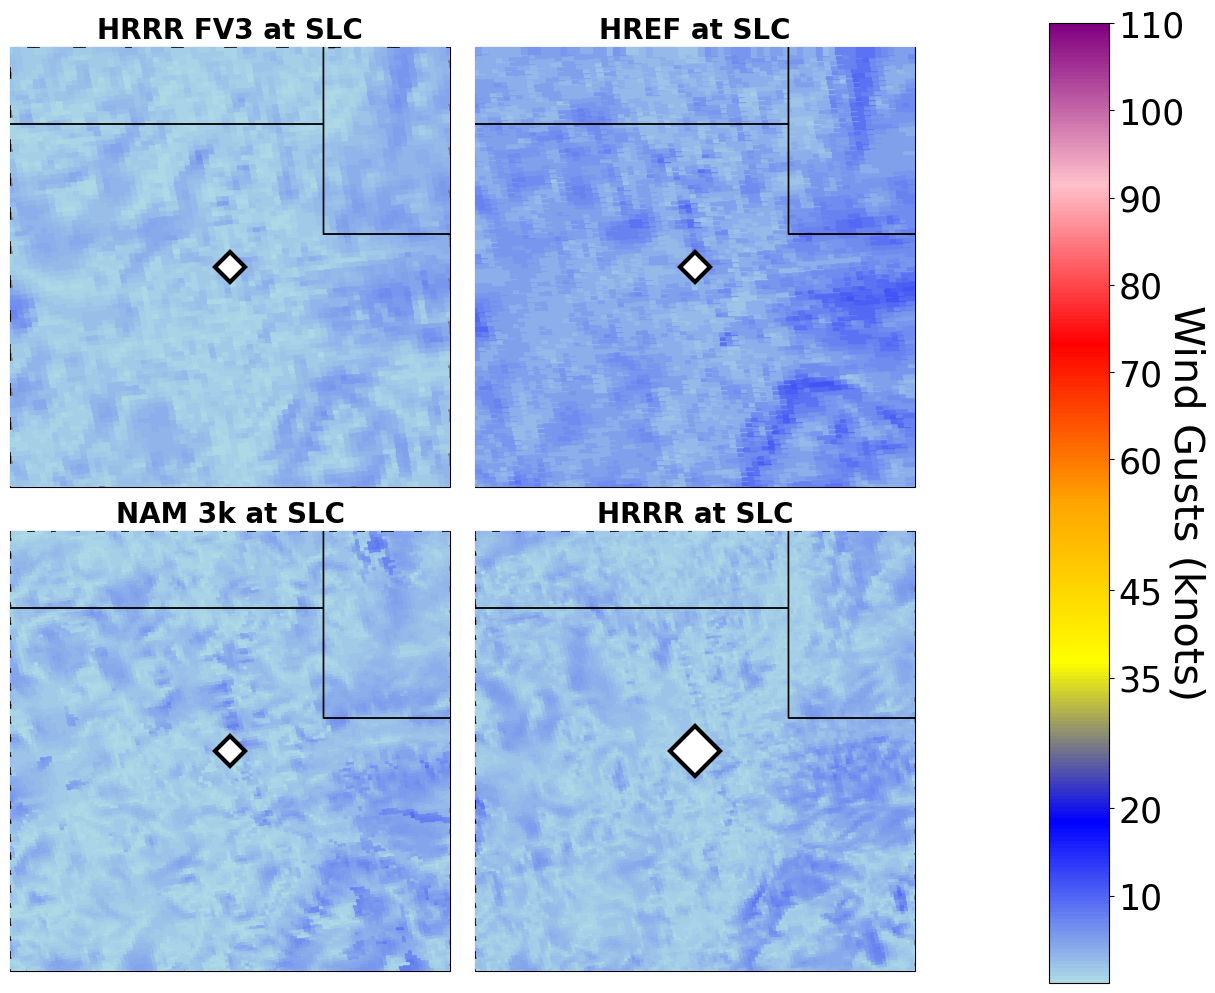 HRRR FV3 at SLC
HREF at SLC
NAM 3k at SLC
HRRR at SLC
110
100
90
80
70
60
45
35
20
10
Wind Gusts (knots)